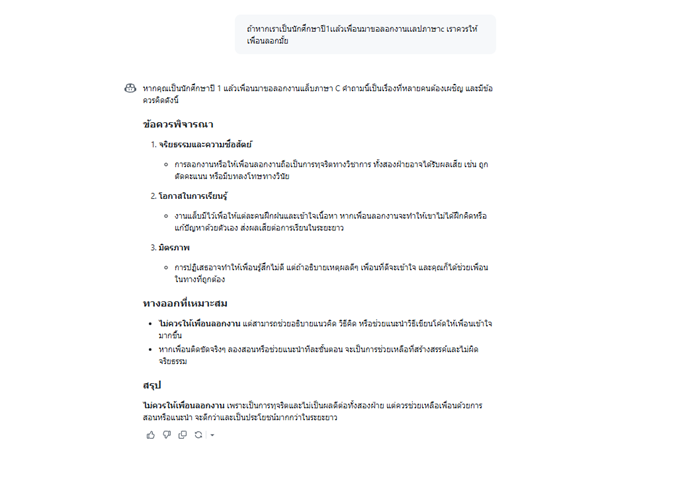 ถ้าหากเราเป็นนักศึกษาปี1แล้วเพื่อนมาขอลอกงานแลปภาษาc เราควรให้
เพื่อนลอกมั้ย
หากคุณเป็นนักศึกษาปี 1 แล้วเพื่อนมาขอลอกงานแล็บภาษา C คำถามนี้เป็นเรื่องที่หลายคนต้องเผชิญ และมีข้อ
ควรคิดดังนี้
ข้อควรพิจารณา
1. จริยธรรมและความซื่อสัตย์
การลอกงานหรือให้เพื่อนลอกงานถือเป็นการทุจริตทางวิชาการ ทั้งสองฝ่ายอาจได้รับผลเสีย เช่น ถูก
ตัดคะแนน หรือมีบทลงโทษทางวินัย
2. โอกาสในการเรียนรู้
งานแล็บมีไว้เพื่อให้แต่ละคนฝึกฝนและเข้าใจเนื้อหา หากเพื่อนลอกงานจะทำให้เขาไม่ได้ฝึกคิดหรือ
แก้ปัญหาด้วยตัวเอง ส่งผลเสียต่อการเรียนในระยะยาว
3. มิตรภาพ
การปฏิเสธอาจทำให้เพื่อนรู้สึกไม่ดี แต่ถ้าอธิบายเหตุผลดีๆ เพื่อนที่ดีจะเข้าใจ และคุณก็ได้ช่วยเพื่อน
ในทางที่ถูกต้อง
ทางออกที่เหมาะสม
ไม่ควรให้เพื่อนลอกงาน แต่สามารถช่วยอธิบายแนวคิด วิธีคิด หรือช่วยแนะนำวิธีเขียนโค้ดให้เพื่อนเข้าใจ
มากขึ้น
หากเพื่อนติดขัดจริงๆ ลองสอนหรือช่วยแนะนำทีละขั้นตอน จะเป็นการช่วยเหลือที่สร้างสรรค์และไม่ผิด
จริยธรรม
สรุป
ไม่ควรให้เพื่อนลอกงาน เพราะเป็นการทุจริตและไม่เป็นผลดีต่อทั้งสองฝ่าย แต่ควรช่วยเหลือเพื่อนด้วยการ
สอนหรือแนะนำ จะดีกว่าและเป็นประโยชน์มากกว่าในระยะยาว